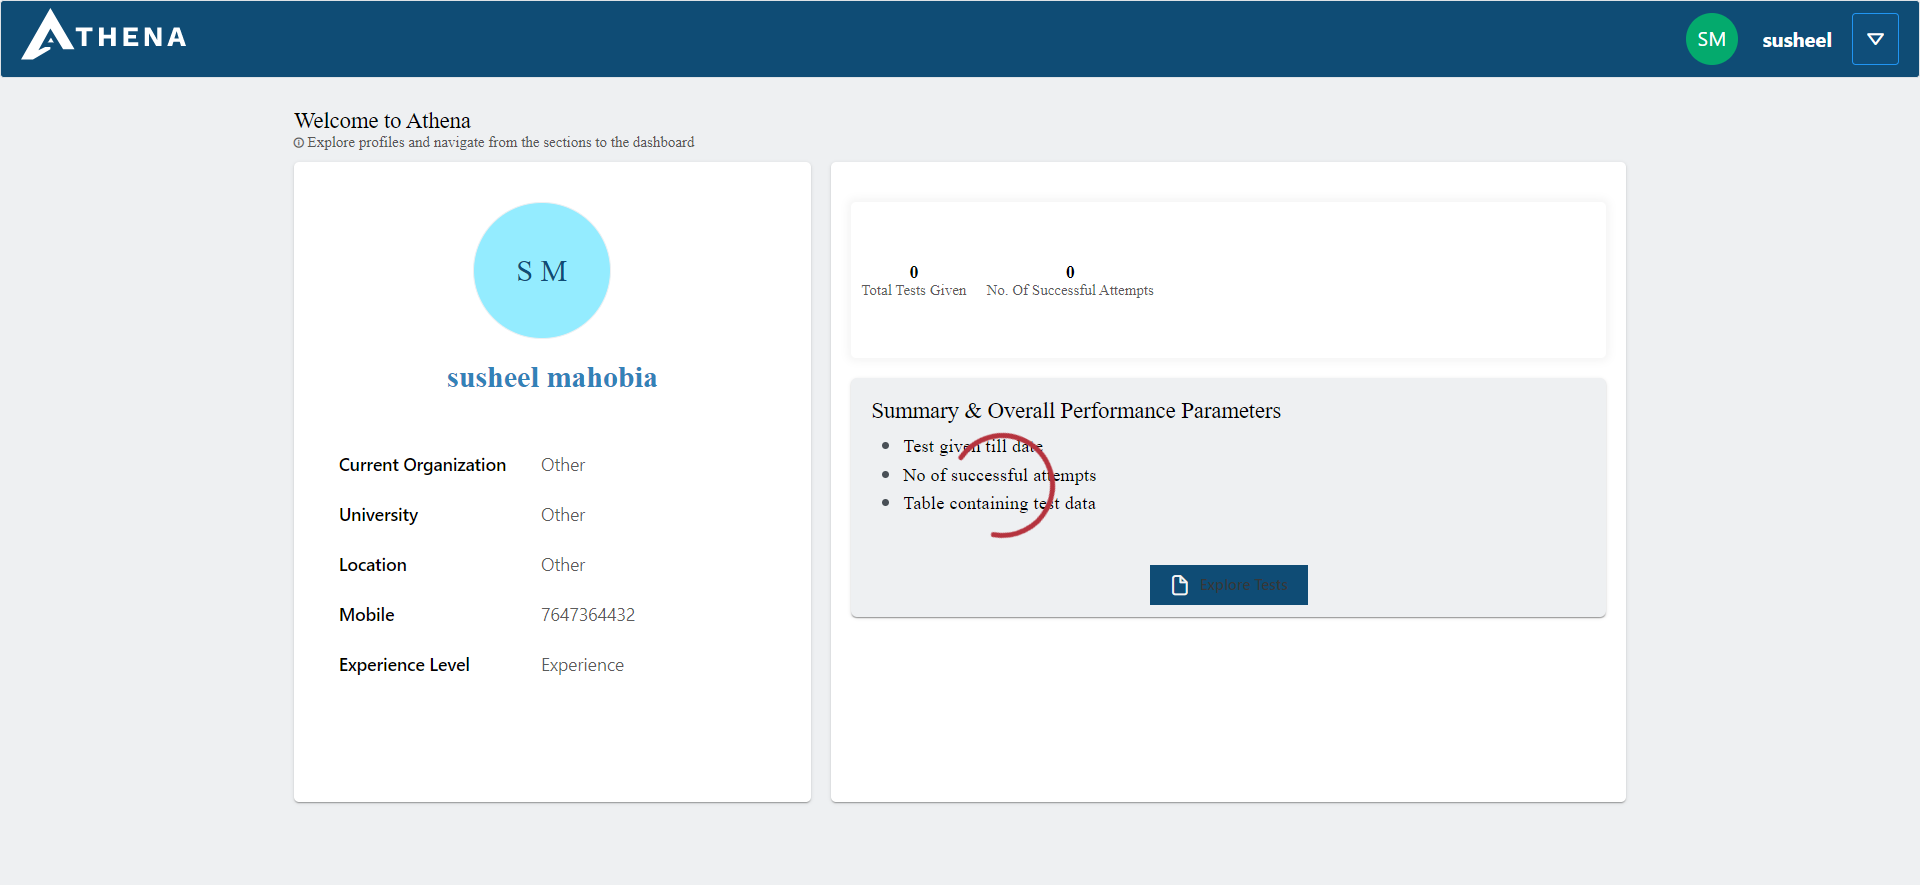 ATHENA
SM
susheel
Welcome to Athena
Explore profiles and navigate from the sections to the dashboard
S M
susheel mahobia
Current Organization Other
University Other
Location Other
Mobile 7647364432
Experience Level Experience
0
Total Tests Given
0
No. Of Successful Attempts
Summary & Overall Performance Parameters
Test given till date
No of successful attempts
Table containing test data
Explore Tests